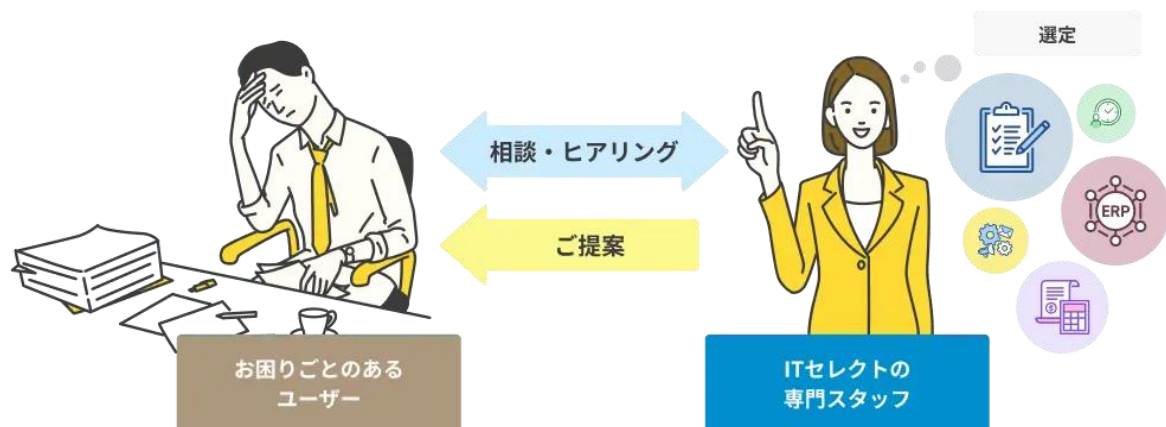 選定
相談・ヒアリング
ご提案
ERP
お困りごとのある
ユーザー
ITセレクトの
専門スタッフ